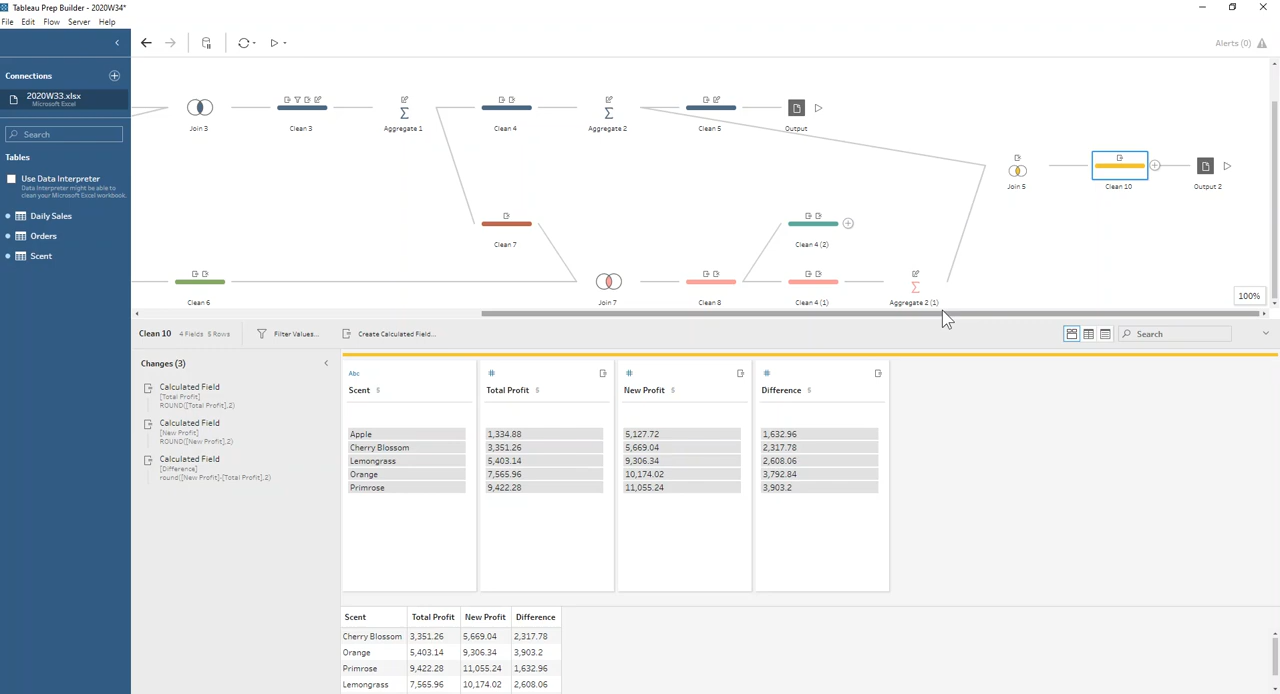 Tableau Prep Builder - 2020W34*
File Edit Flow Server Help
Alerts (0)
Connections
2020W33.xlsx
Microsoft Excel
Search
Tables
Use Data Interpreter
Data Interpreter might be able to
clean your Microsoft Excel workbook.
Daily Sales
Orders
Scent
Join 3
Clean 3
Aggregate 1
Clean 4
Aggregate 2
Clean 5
Output
Join 5
Clean 10
Output 2
Clean 7
Clean 4 (2)
Clean 6
Join 7
Clean 8
Clean 4 (1)
Aggregate 2 (1)
100%
Clean 10 4 Fields 5 Rows Filter Values... Create Calculated Field... Search
Changes (3)
Calculated Field
[Total Profit]
ROUND([Total Profit],2)
Calculated Field
[New Profit]
ROUND([New Profit],2)
Calculated Field
[Difference]
round([New Profit]-[Total Profit],2)
Abc # # #
Scent 5 Total Profit 5 New Profit 5 Difference 5
Apple 1,334.88 5,127.72 1,632.96
Cherry Blossom 3,351.26 5,669.04 2,317.78
Lemongrass 5,403.14 9,306.34 2,608.06
Orange 7,565.96 10,174.02 3,792.84
Primrose 9,422.28 11,055.24 3,903.2
Scent Total Profit New Profit Difference
Cherry Blossom 3,351.26 5,669.04 2,317.78
Orange 5,403.14 9,306.34 3,903.2
Primrose 9,422.28 11,055.24 1,632.96
Lemongrass 7,565.96 10,174.02 2,608.06